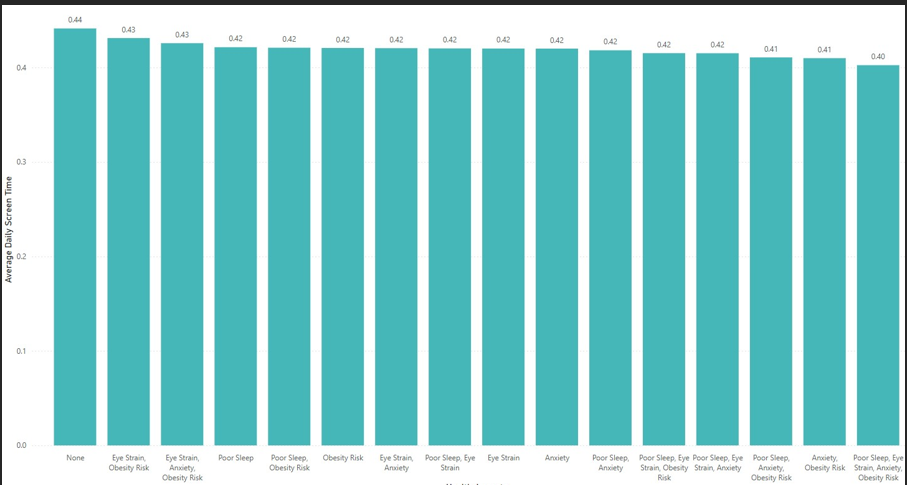 0.44
0.43
0.43
0.42
0.42
0.42
0.42
0.42
0.42
0.42
0.42
0.42
0.42
0.41
0.41
0.40
Average Daily Screen Time
0.4
0.3
0.2
0.1
0.0
None
Eye Strain,
Obesity Risk
Eye Strain,
Anxiety,
Obesity Risk
Poor Sleep
Poor Sleep,
Obesity Risk
Obesity Risk
Eye Strain,
Anxiety
Poor Sleep, Eye
Strain
Eye Strain
Anxiety
Poor Sleep,
Anxiety
Poor Sleep, Eye
Strain, Obesity
Risk
Poor Sleep, Eye
Strain, Anxiety
Poor Sleep,
Anxiety,
Obesity Risk
Anxiety,
Obesity Risk
Poor Sleep, Eye
Strain, Anxiety,
Obesity Risk